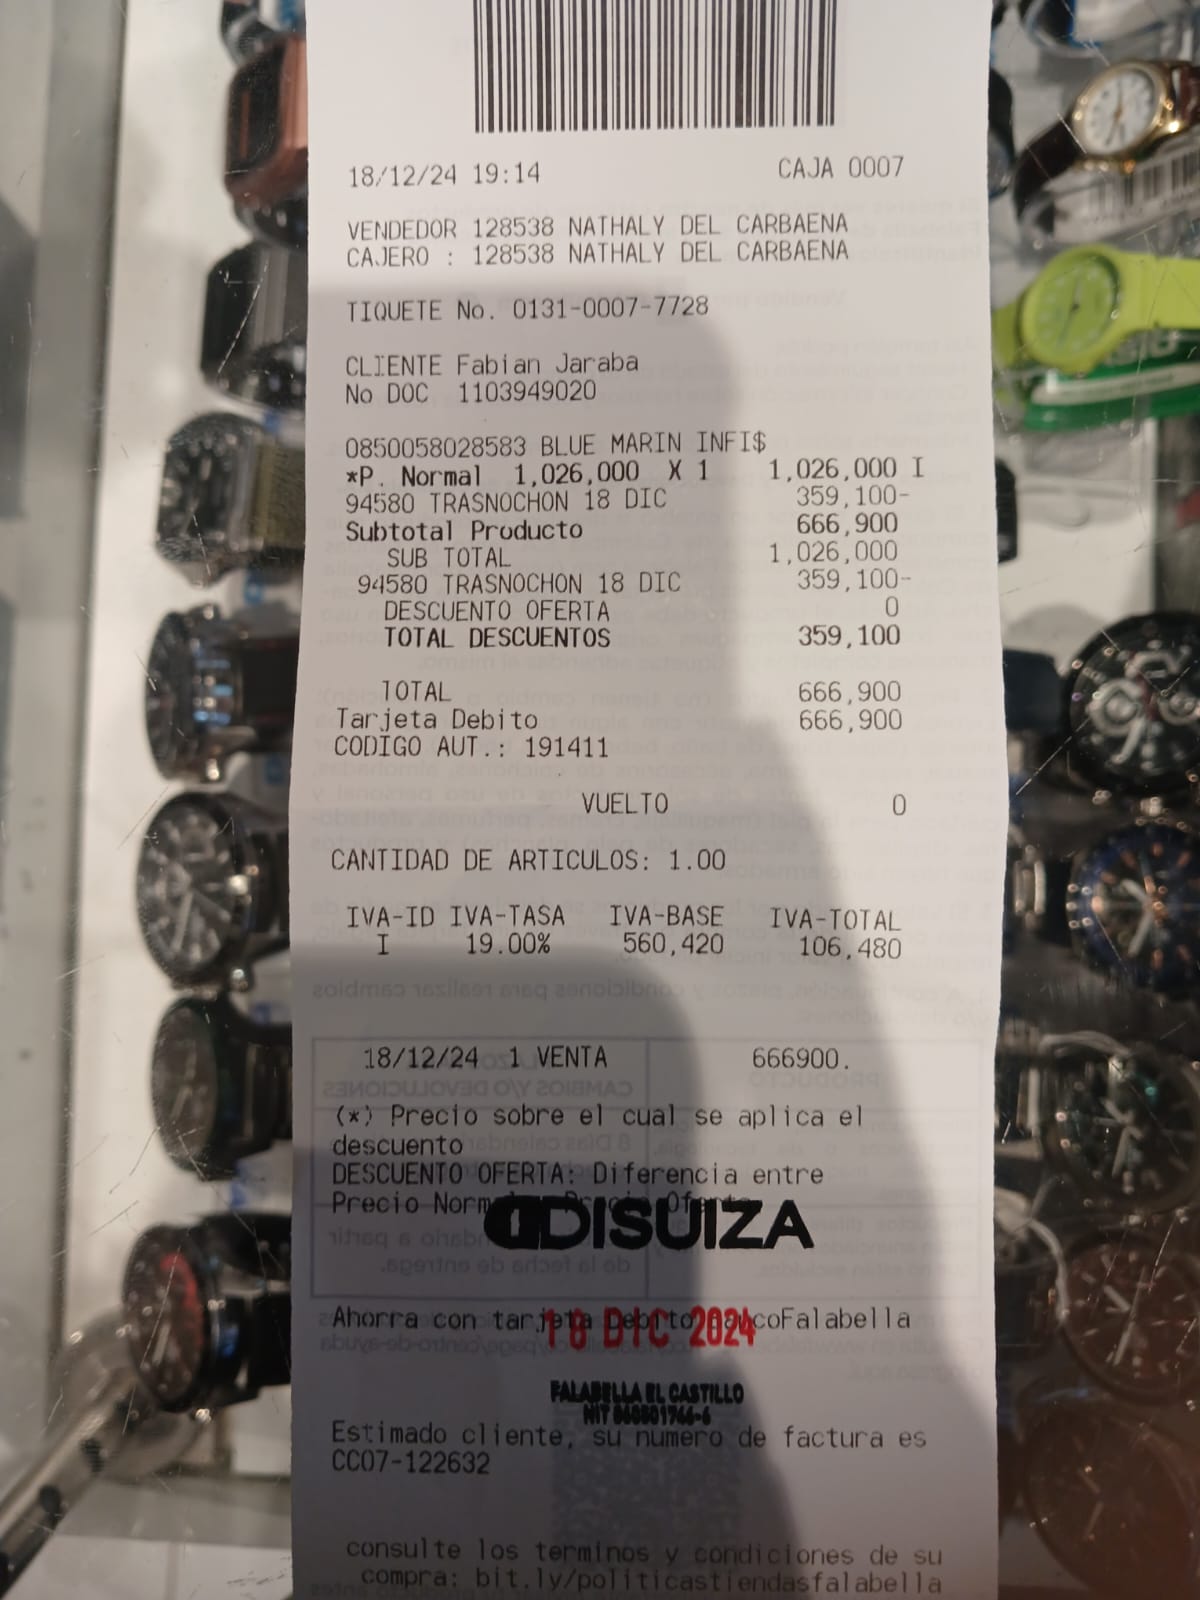 18/12/24 19:14 CAJA 0007
VENDEDOR 128538 NATHALY DEL CARBAENA
CAJERO : 128538 NATHALY DEL CARBAENA
TIQUETE No. 0131-0007-7728
CLIENTE Fabian Jaraba
No DOC 1103949020
0850058028583 BLUE MARIN INFI$
*P. Normal 1,026,000 X 1 1,026,000 I
94580 TRASNOCHON 18 DIC 359,100-
Subtotal Producto 666,900
SUB TOTAL 1,026,000
94580 TRASNOCHON 18 DIC 359,100-
DESCUENTO OFERTA 0
TOTAL DESCUENTOS 359,100
TOTAL 666,900
Tarjeta Debito 666,900
CODIGO AUT.: 191411
VUELTO 0
CANTIDAD DE ARTICULOS: 1.00
IVA-ID IVA-TASA IVA-BASE IVA-TOTAL
I 19.00% 560,420 106,480
18/12/24 1 VENTA 666900.
(*) Precio sobre el cual se aplica el
descuento
DESCUENTO OFERTA: Diferencia entre
Precio
DISUIZA
Ahorra con tarjeta Debito BancoFalabella
18 DIC 2024
FALABELLA EL CASTILLO
NIT
Estimado cliente, su numero de factura es
CC07-122632
consulte los terminos y condiciones de su
compra: bit.ly/politicastiendasfalabella